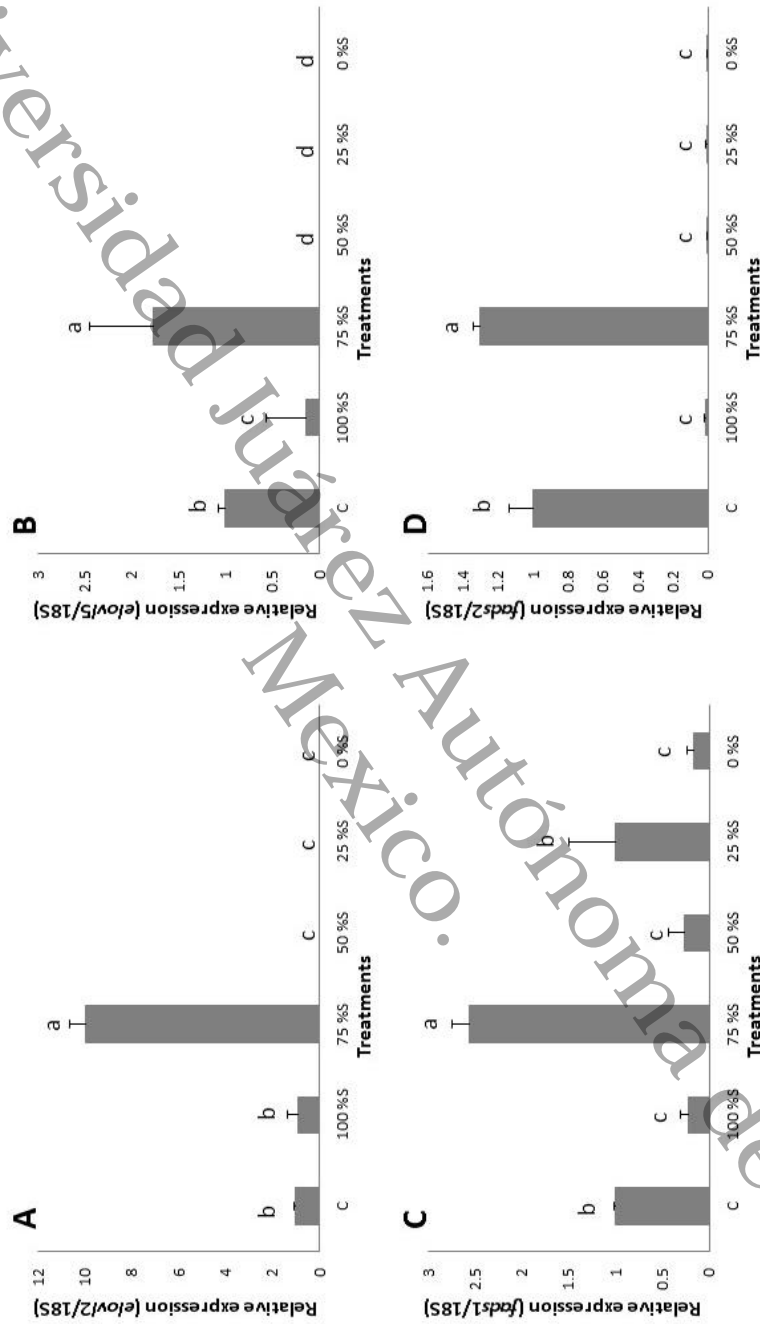 A
Relative expression (elovl2/18S)
12
10
8
6
4
2
0
b
b
a
c
c
c
C
100%S
75 %S
50 %S
25 %S
0 %S
Treatments
B
Relative expression (elovl5/18S)
3
2.5
2
1.5
1
0.5
0
b
c
a
d
d
d
C
100%S
75 %S
50 %S
25 %S
0 %S
Treatments
C
Relative expression (fads1/18S)
3
2.5
2
1.5
1
0.5
0
b
c
a
c
b
c
C
100%S
75 %S
50 %S
25 %S
0 %S
Treatments
D
Relative expression (fads2/18S)
1.6
1.4
1.2
1
0.8
0.6
0.4
0.2
0
b
c
a
c
c
c
C
100%S
75 %S
50 %S
25 %S
0 %S
Treatments
versidad Juárez Autónoma de
Mexico.